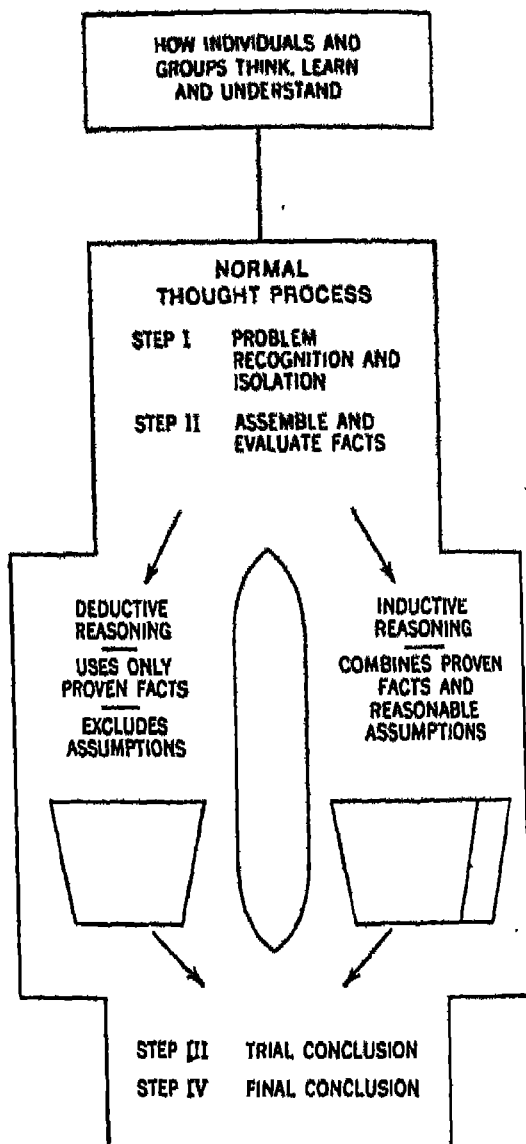 HOW INDIVIDUALS AND
GROUPS THINK, LEARN
AND UNDERSTAND
NORMAL
THOUGHT PROCESS
STEP I PROBLEM
RECOGNITION AND
ISOLATION
STEP II ASSEMBLE AND
EVALUATE FACTS
DEDUCTIVE
REASONING
USES ONLY
PROVEN FACTS
EXCLUDES
ASSUMPTIONS
INDUCTIVE
REASONING
COMBINES PROVEN
FACTS AND
REASONABLE
ASSUMPTIONS
STEP III TRIAL CONCLUSION
STEP IV FINAL CONCLUSION